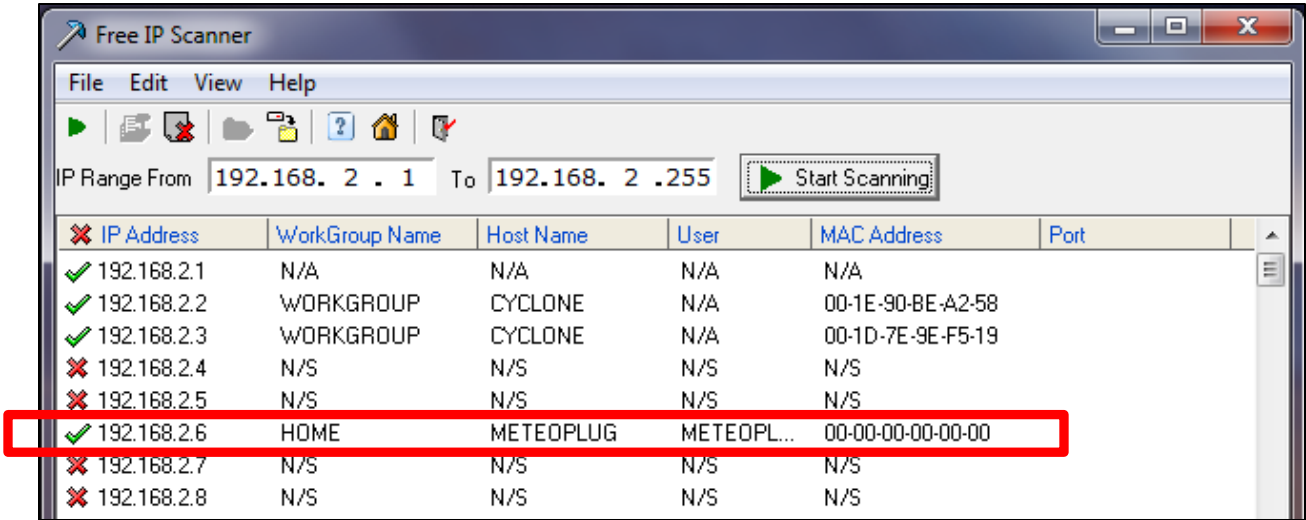 Free IP Scanner
File Edit View Help
IP Range From 192.168. 2 . 1 To 192.168. 2 .255 Start Scanning
IP Address WorkGroup Name Host Name User MAC Address Port
192.168.2.1 N/A N/A N/A N/A
192.168.2.2 WORKGROUP CYCLONE N/A 00-1E-90-BE-A2-58
192.168.2.3 WORKGROUP CYCLONE N/A 00-1D-7E-9E-F5-19
192.168.2.4 N/S N/S N/S N/S
192.168.2.5 N/S N/S N/S N/S
192.168.2.6 HOME METEOPLUG METEOPL... 00-00-00-00-00-00
192.168.2.7 N/S N/S N/S N/S
192.168.2.8 N/S N/S N/S N/S